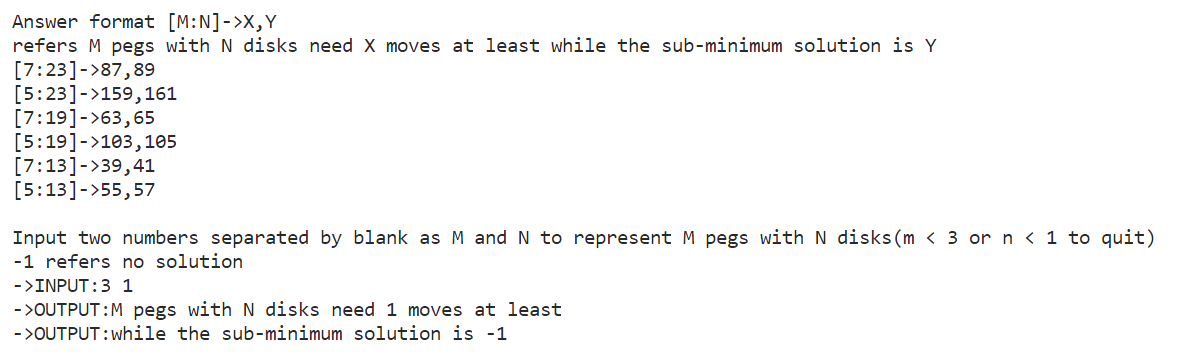 Answer format [M:N]->X,Y
refers M pegs with N disks need X moves at least while the sub-minimum solution is Y
[7:23]->87,89
[5:23]->159,161
[7:19]->63,65
[5:19]->103,105
[7:13]->39,41
[5:13]->55,57
Input two numbers separated by blank as M and N to represent M pegs with N disks(m < 3 or n < 1 to quit)
-1 refers no solution
->INPUT:3 1
->OUTPUT:M pegs with N disks need 1 moves at least
->OUTPUT:while the sub-minimum solution is -1